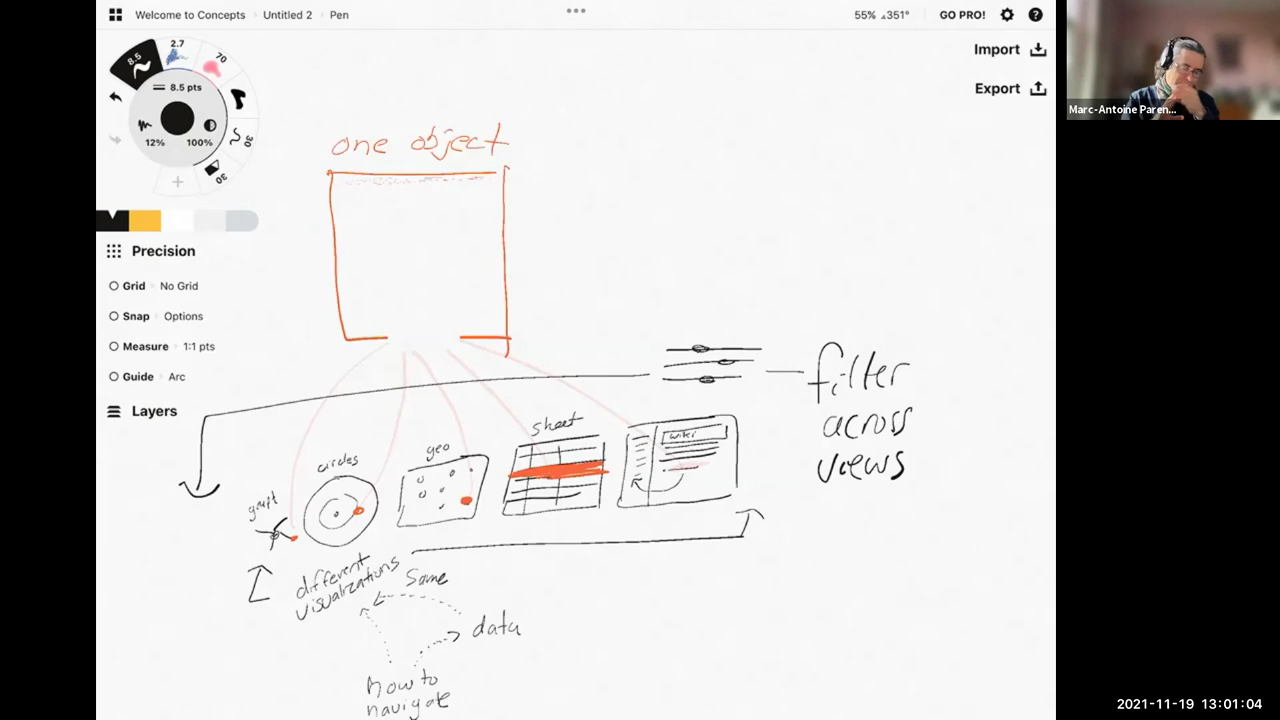 Welcome to Concepts
Untitled 2
Pen
55% 351°
GO PRO!
Import
Export
8.5
2.7
70
30
30
8.5 pts
12%
100%
Precision
Grid No Grid
Snap Options
Measure 1:1 pts
Guide Arc
Layers
one object
filter
across
views
graph
circles
geo
sheet
writer
different
visualizations
Same
data
how to
navigate
Marc-Antoine Paren...
2021-11-19 13:01:04